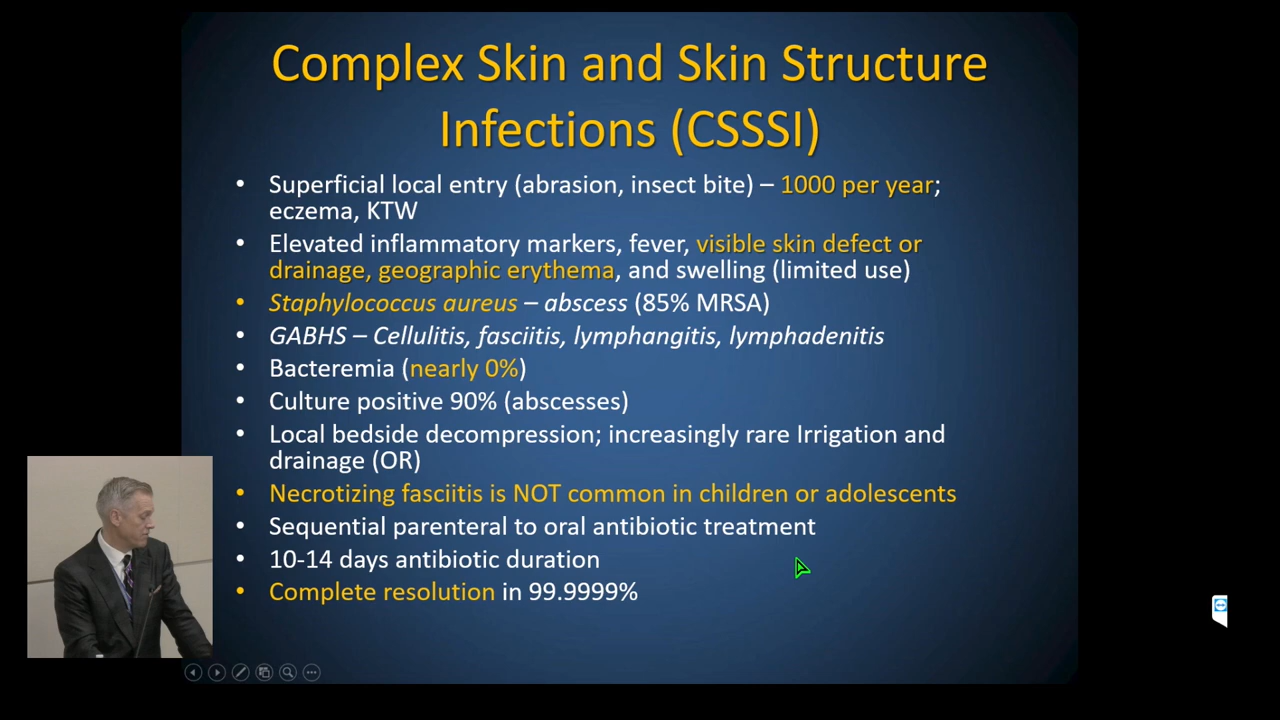 Complex Skin and Skin Structure
Infections (CSSSI)
• Superficial local entry (abrasion, insect bite) – 1000 per year;
eczema, KTW
• Elevated inflammatory markers, fever, visible skin defect or
drainage, geographic erythema, and swelling (limited use)
• Staphylococcus aureus – abscess (85% MRSA)
• GABHS – Cellulitis, fasciitis, lymphangitis, lymphadenitis
• Bacteremia (nearly 0%)
• Culture positive 90% (abscesses)
• Local bedside decompression; increasingly rare Irrigation and
drainage (OR)
• Necrotizing fasciitis is NOT common in children or adolescents
• Sequential parenteral to oral antibiotic treatment
• 10-14 days antibiotic duration
• Complete resolution in 99.9999%